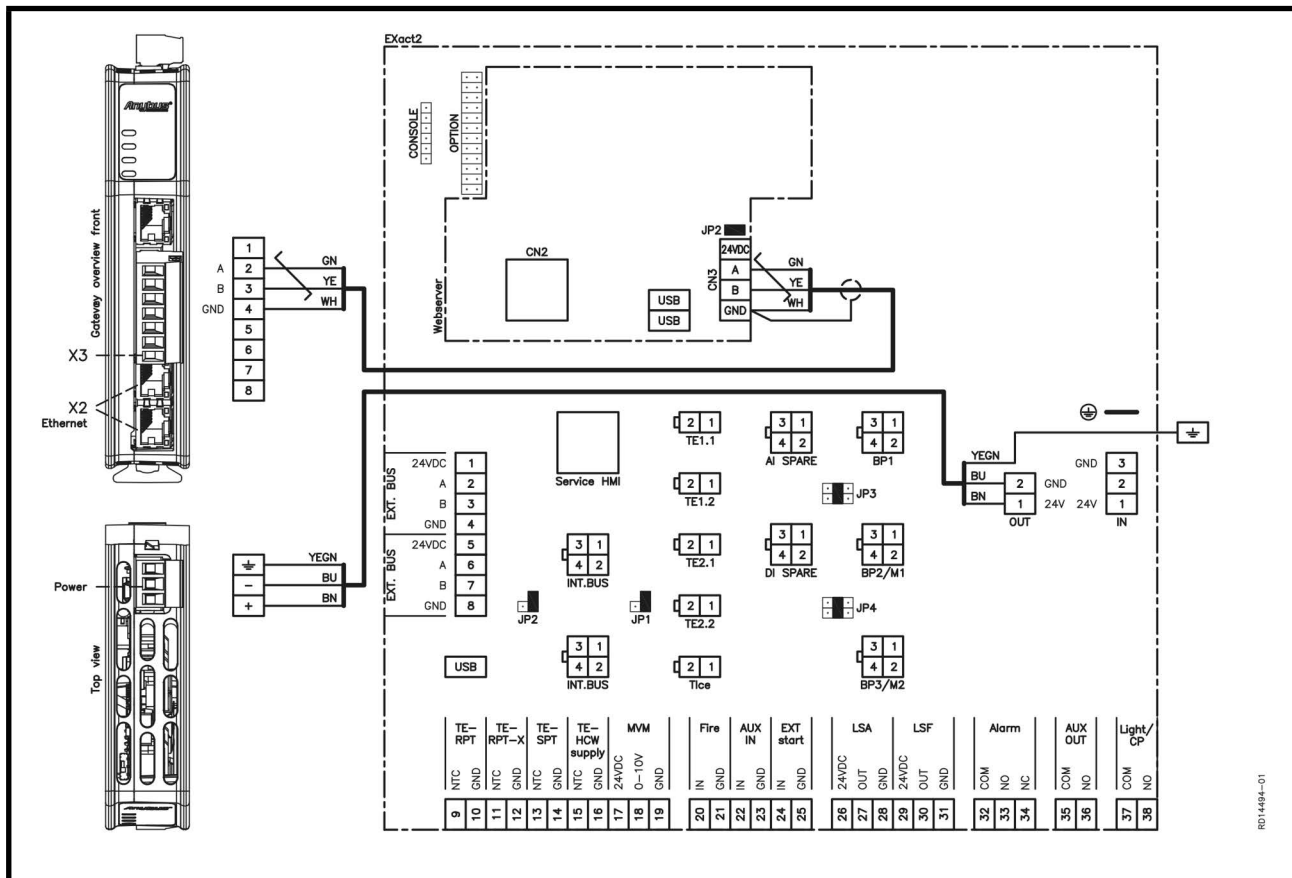 EXact2
Anybus
CONSOLE
OPTION
Gatevey overview front
X3
X2
Ethernet
1
A 2 GN
B 3 YE
GND 4 WH
5
6
7
8
Webserver
CN2
USB
USB
JP2
CN3
24VDC
A GN
B YE
GND WH
Top view
Power
YEGN
- BU
+ BN
EXT. BUS
24VDC 1
A 2
B 3
GND 4
EXT. BUS
24VDC 5
A 6
B 7
GND 8
USB
Service HMI
3 1
4 2
INT.BUS
JP2
JP1
3 1
4 2
INT.BUS
2 1
TE1.1
2 1
TE1.2
2 1
TE2.1
2 1
TE2.2
2 1
TIce
3 1
4 2
AI SPARE
3 1
4 2
DI SPARE
3 1
4 2
BP1
JP3
3 1
4 2
BP2/M1
JP4
3 1
4 2
BP3/M2
YEGN
BU 2 GND
BN 1 24V
OUT
GND 3
2
24V 1
IN
TE-RPT
NTC 9
GND 10
TE-RPT-X
NTC 11
GND 12
TE-SPT
NTC 13
GND 14
TE-HCW supply
NTC 15
GND 16
MVM
24VDC 17
0-10V 18
GND 19
Fire
IN 20
GND 21
AUX IN
IN 22
GND 23
EXT start
IN 24
GND 25
LSA
24VDC 26
OUT 27
GND 28
LSF
24VDC 29
OUT 30
GND 31
Alarm
COM 32
NO 33
NC 34
AUX OUT
COM 35
NO 36
Light/CP
COM 37
NO 38
RD14494-01